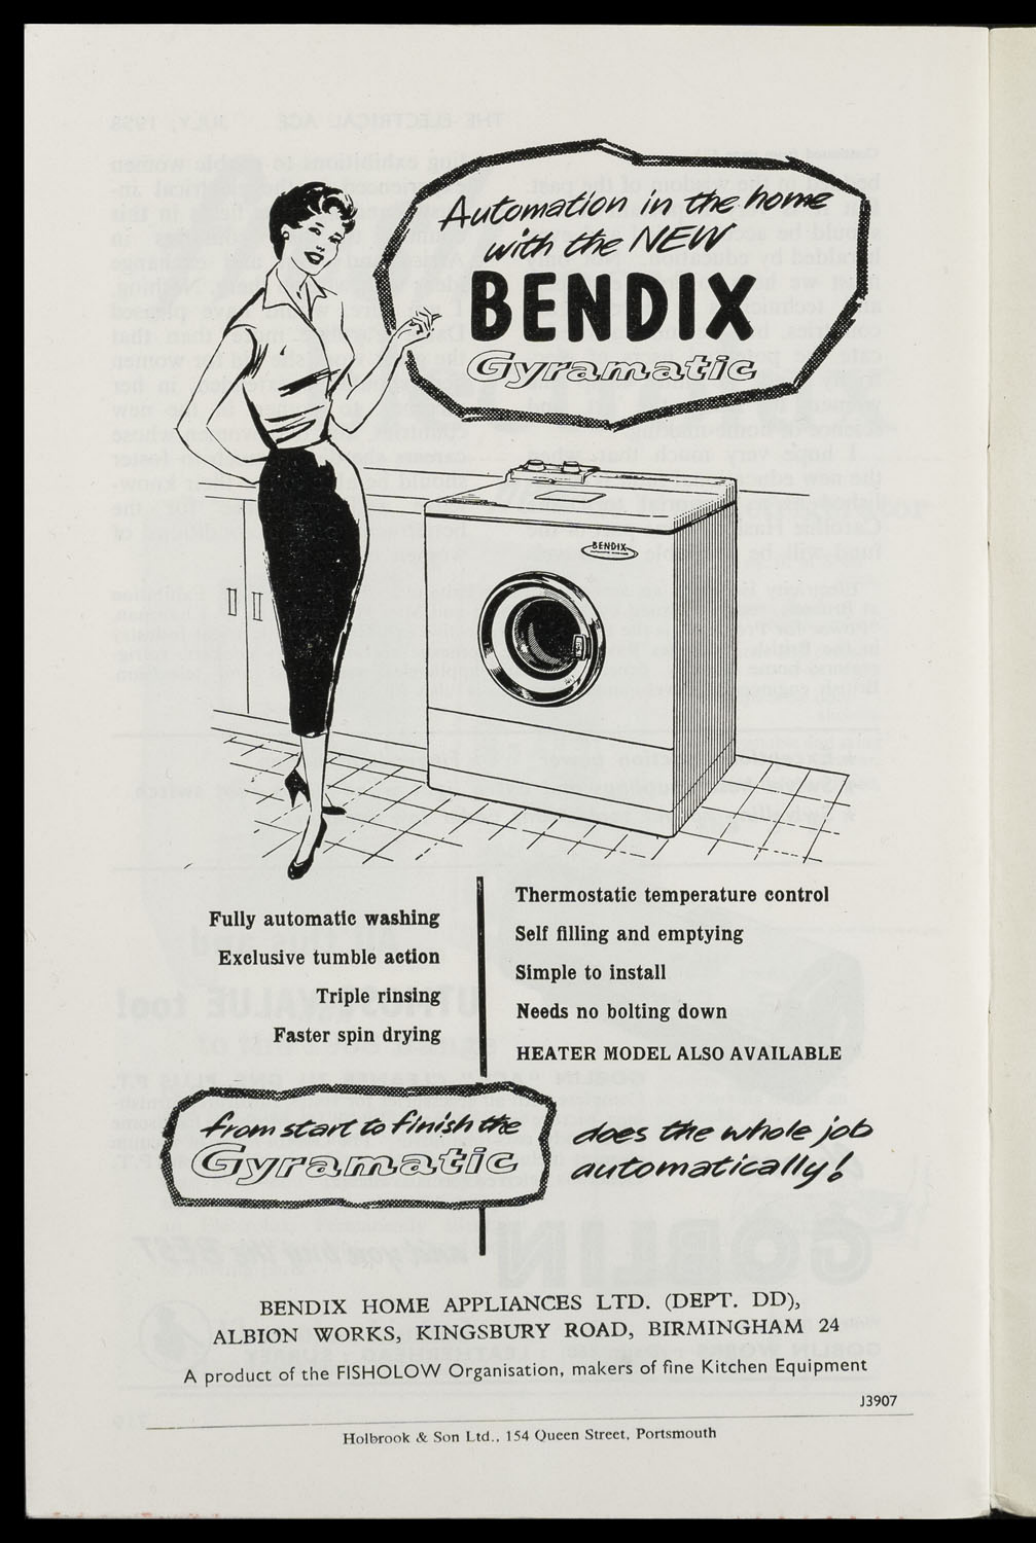 Automation in the home
with the NEW
BENDIX
Gyramatic
BENDIX
Fully automatic washing
Exclusive tumble action
Triple rinsing
Faster spin drying
Thermostatic temperature control
Self filling and emptying
Simple to install
Needs no bolting down
HEATER MODEL ALSO AVAILABLE
from start to finish the
Gyramatic
does the whole job
automatically!
BENDIX HOME APPLIANCES LTD. (DEPT. DD),
ALBION WORKS, KINGSBURY ROAD, BIRMINGHAM 24
A product of the FISHOLOW Organisation, makers of fine Kitchen Equipment
J3907
Holbrook & Son Ltd., 154 Queen Street, Portsmouth